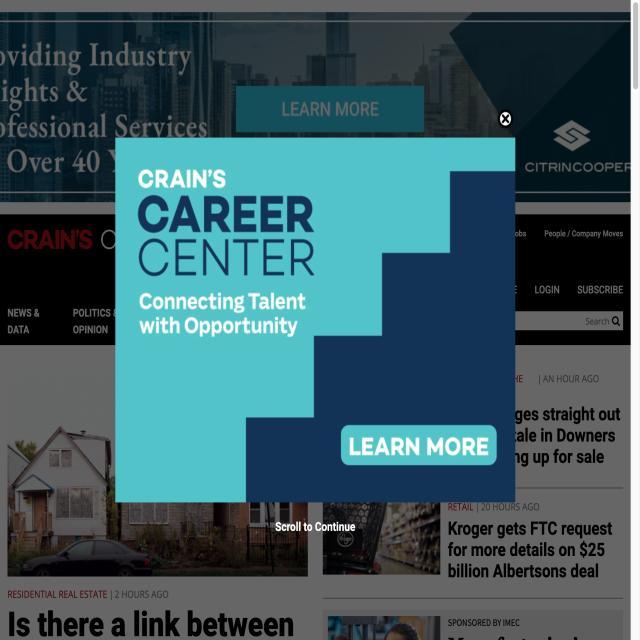 oviding Industry
ights &
ofessional Services
Over 40
LEARN MORE
CITRINCOOPER
CRAIN'S
CAREER
CENTER
Connecting Talent
with Opportunity
LEARN MORE
Scroll to Continue
CRAIN'S
obs
People / Company Moves
LOGIN
SUBSCRIBE
Search
NEWS &
DATA
POLITICS
OPINION
| AN HOUR AGO
ges straight out
ale in Downers
ng up for sale
RETAIL | 20 HOURS AGO
Kroger gets FTC request
for more details on $25
billion Albertsons deal
RESIDENTIAL REAL ESTATE | 2 HOURS AGO
Is there a link between
SPONSORED BY IMEC